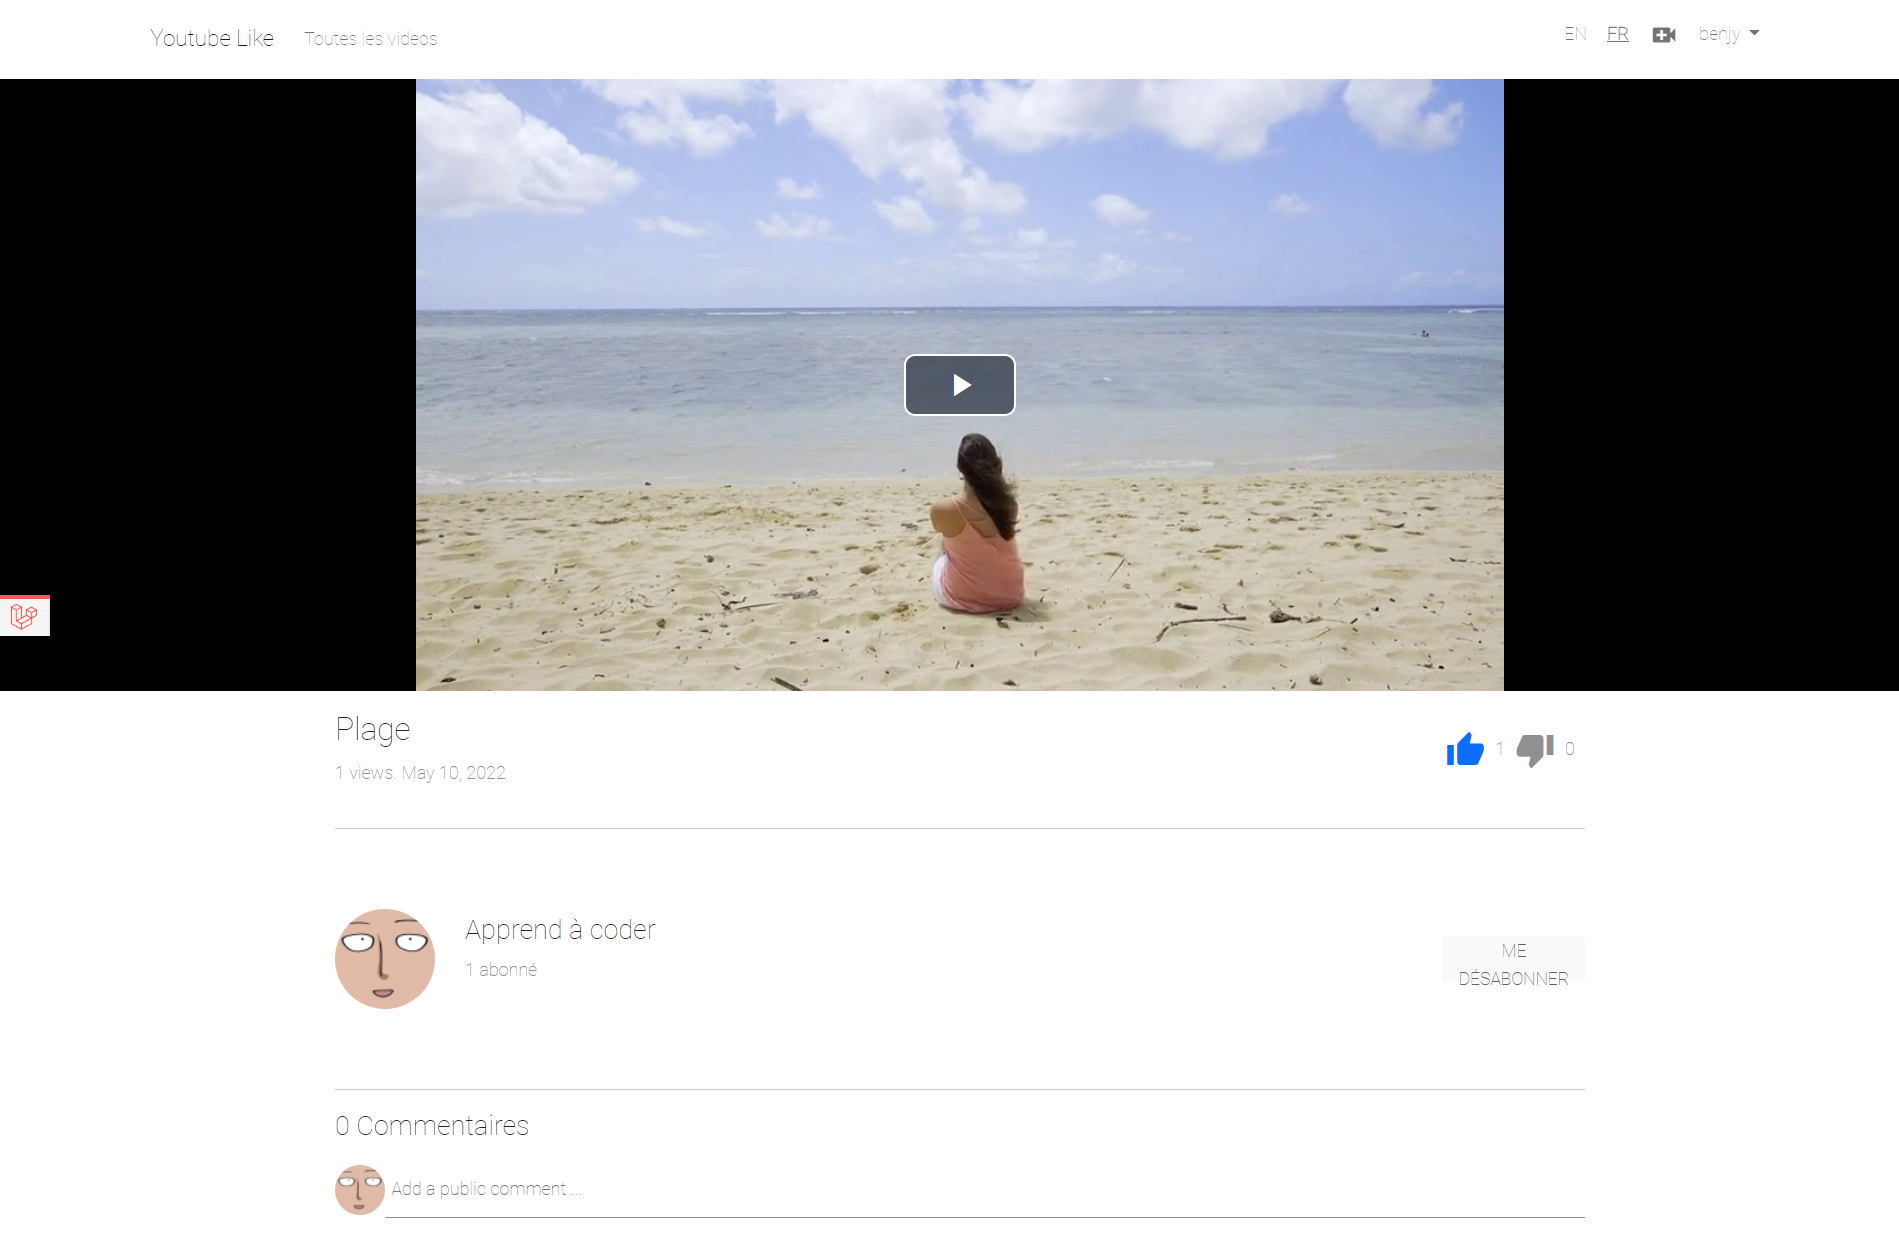 Youtube Like
Toutes les videos
EN
FR
benjy
Plage
1 views. May 10, 2022
1
0
Apprend à coder
1 abonné
ME
DÉSABONNER
0 Commentaires
Add a public comment ...